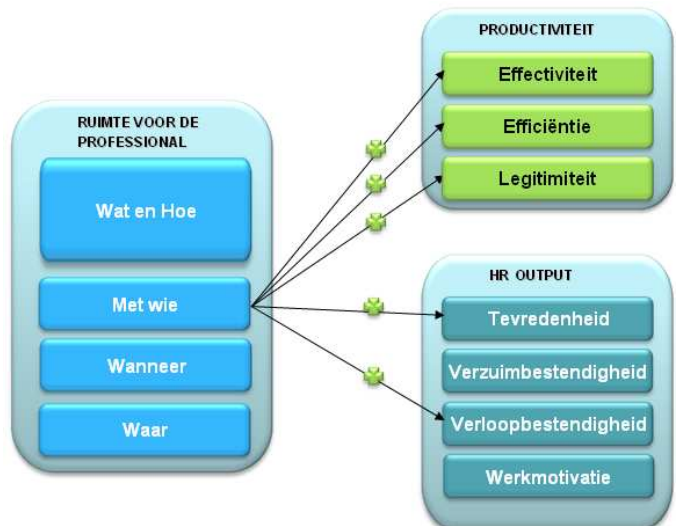 RUIMTE VOOR DE
PROFESSIONAL
Wat en Hoe
Met wie
Wanneer
Waar
PRODUCTIVITEIT
Effectiviteit
Efficiëntie
Legitimiteit
HR OUTPUT
Tevredenheid
Verzuimbestendigheid
Verloopbestendigheid
Werkmotivatie